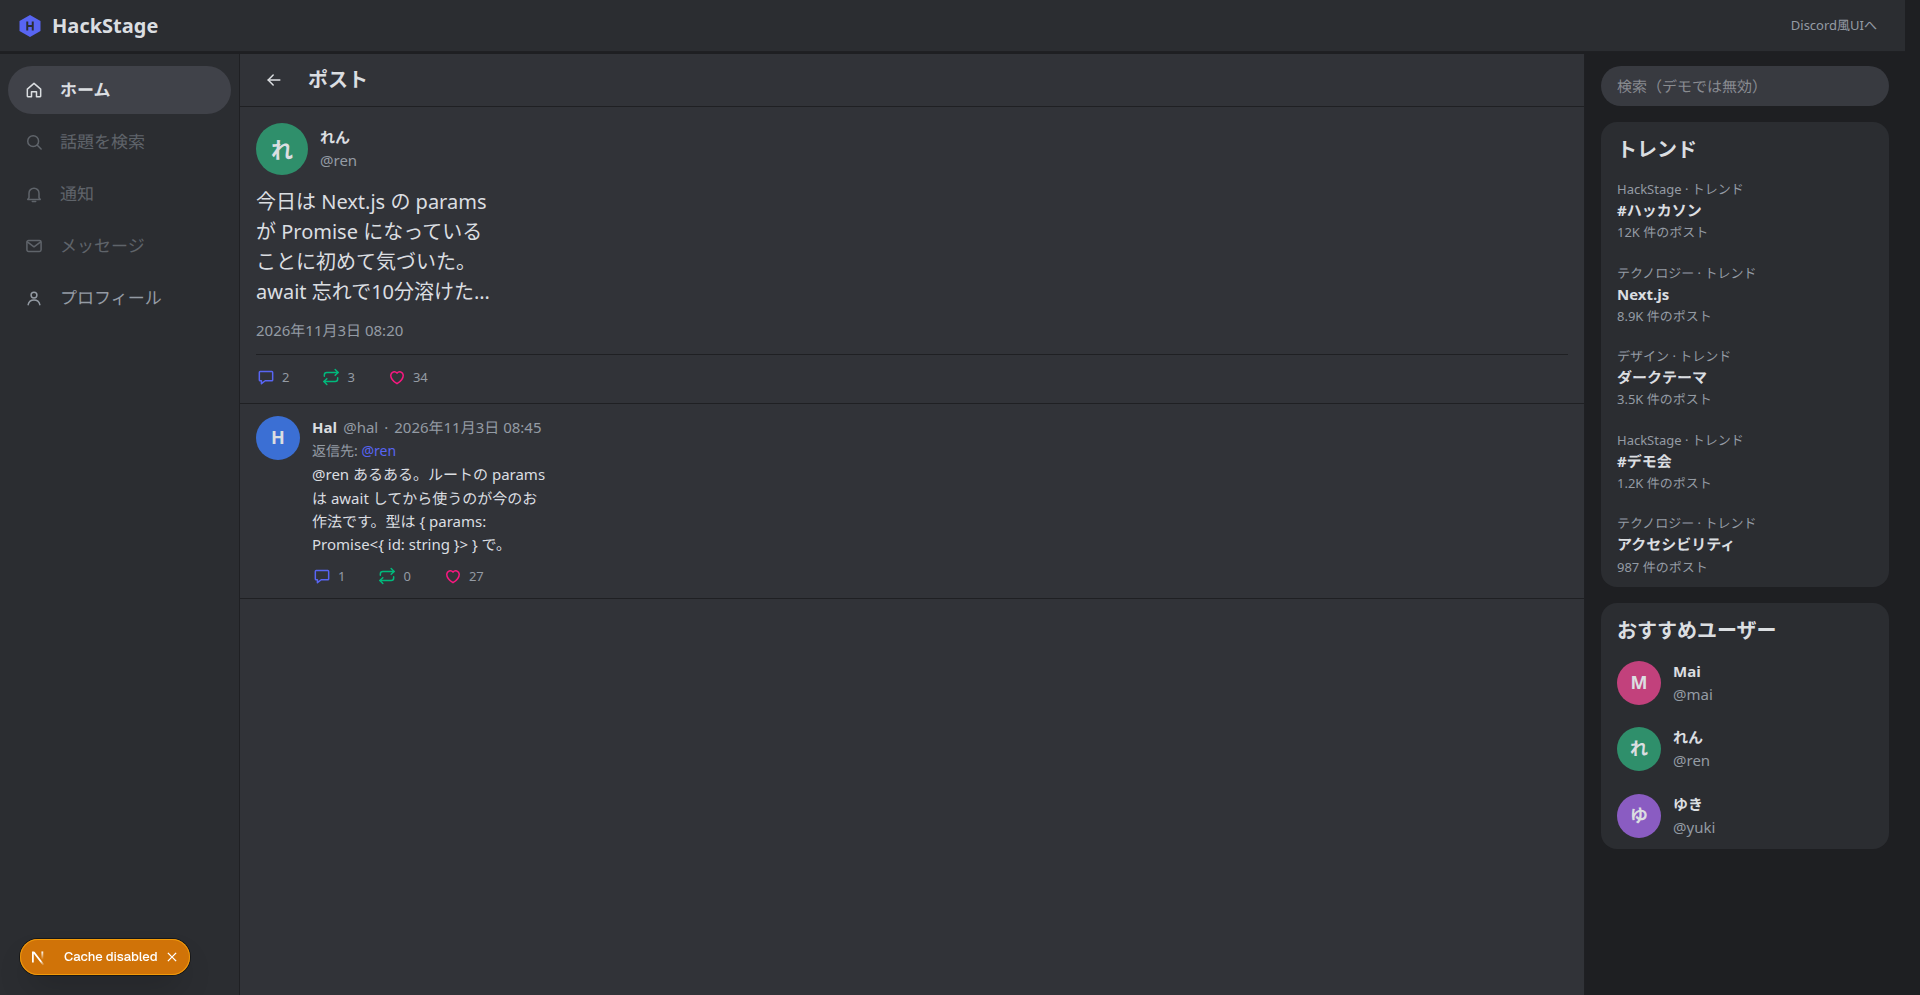 H HackStage
Discord風UIへ
ホーム
話題を検索
通知
メッセージ
プロフィール
ポスト
れ
れん
@ren
今日は Next.js の params
が Promise になっている
ことに初めて気づいた。
await 忘れで10分溶けた…
2026年11月3日 08:20
2 3 34
H
Hal @hal · 2026年11月3日 08:45
返信先: @ren
@ren あるある。ルートの params
は await してから使うのが今のお
作法です。型は { params:
Promise<{ id: string }> } で。
1 0 27
検索（デモでは無効）
トレンド
HackStage · トレンド
#ハッカソン
12K 件のポスト
テクノロジー · トレンド
Next.js
8.9K 件のポスト
デザイン · トレンド
ダークテーマ
3.5K 件のポスト
HackStage · トレンド
#デモ会
1.2K 件のポスト
テクノロジー · トレンド
アクセシビリティ
987 件のポスト
おすすめユーザー
M
Mai
@mai
れ
れん
@ren
ゆ
ゆき
@yuki
N Cache disabled